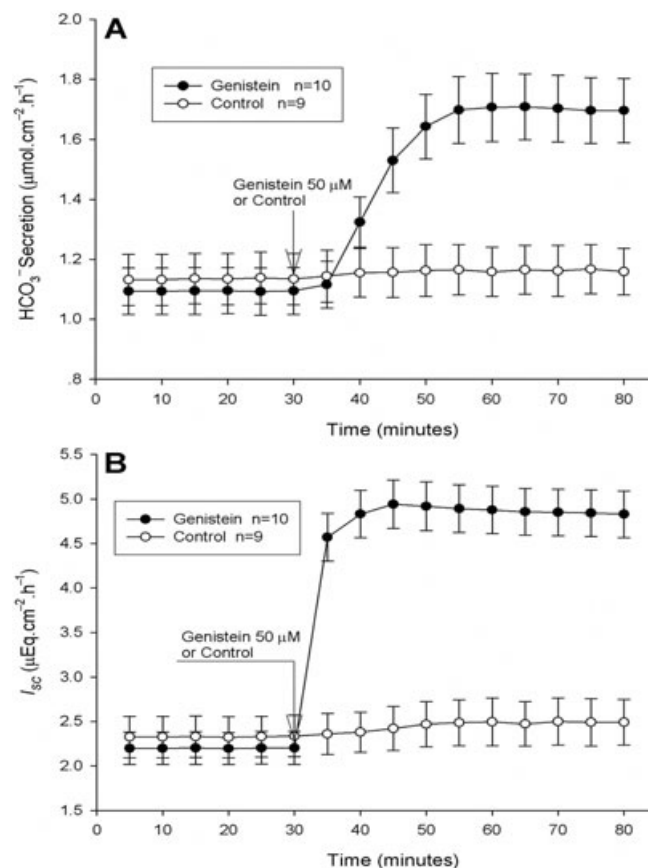 A
2.0
1.8
1.6
1.4
1.2
1.0
.8
HCO₃⁻ Secretion (μmol.cm⁻².h⁻¹)
Genistein n=10
Control n=9
Genistein 50 μM
or Control
0 10 20 30 40 50 60 70 80
Time (minutes)
B
5.5
5.0
4.5
4.0
3.5
3.0
2.5
2.0
1.5
Isc (μEq.cm⁻².h⁻¹)
Genistein n=10
Control n=9
Genistein 50 μM
or Control
0 10 20 30 40 50 60 70 80
Time (minutes)